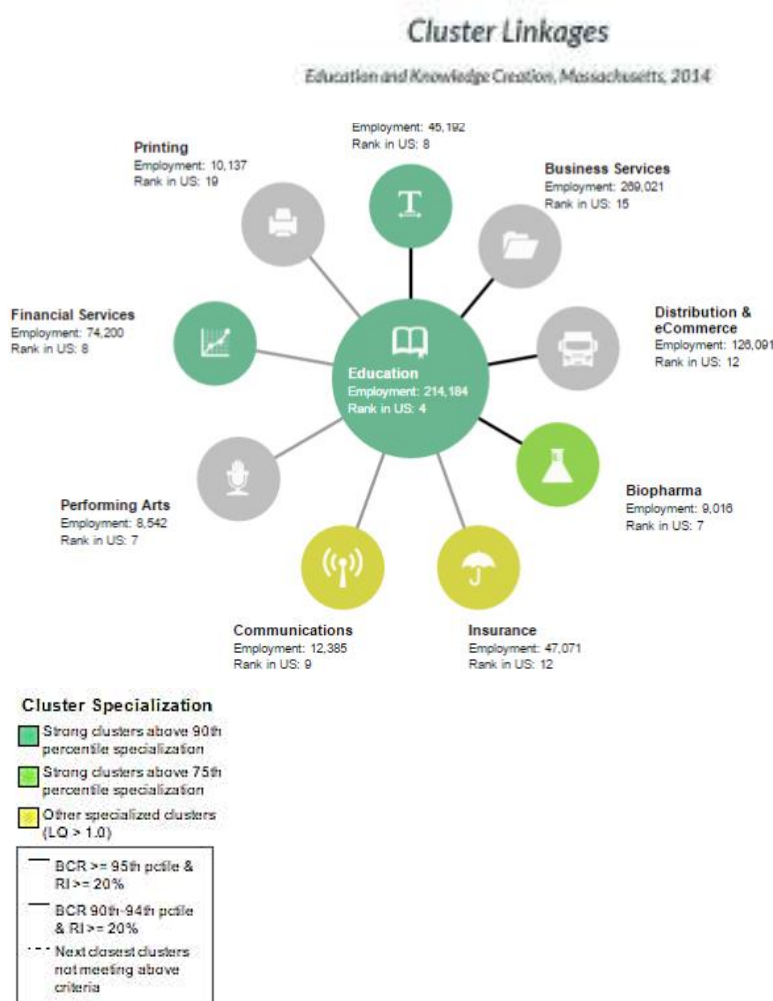 Cluster Linkages
Education and Knowledge Creation, Massachusetts, 2014
Employment: 45,192
Rank in US: 8
Printing
Employment: 10,137
Rank in US: 19
Business Services
Employment: 269,021
Rank in US: 15
T
Financial Services
Employment: 74,200
Rank in US: 8
Distribution &
eCommerce
Employment: 126,091
Rank in US: 12
Education
Employment: 214,184
Rank in US: 4
Performing Arts
Employment: 8,542
Rank in US: 7
Biopharma
Employment: 9,016
Rank in US: 7
Communications
Employment: 12,385
Rank in US: 9
Insurance
Employment: 47,071
Rank in US: 12
Cluster Specialization
Strong clusters above 90th
percentile specialization
Strong clusters above 75th
percentile specialization
Other specialized clusters
(LQ > 1.0)
BCR >= 95th pctile &
RI >= 20%
BCR 90th-94th pctile
& RI >= 20%
Next closest clusters
not meeting above
criteria